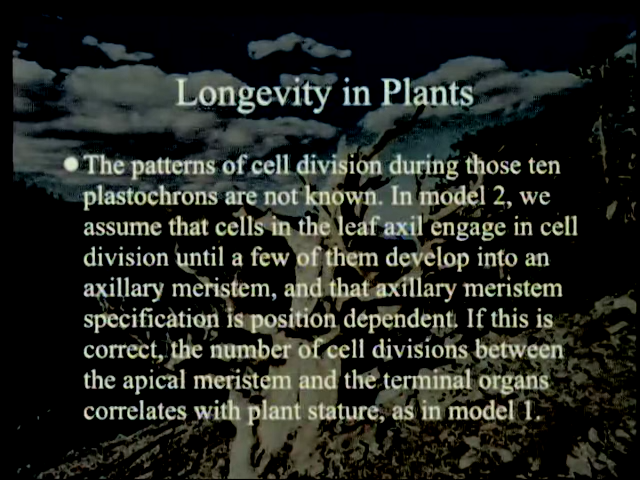 Longevity in Plants
The patterns of cell division during those ten
plastochrons are not known. In model 2, we
assume that cells in the leaf axil engage in cell
division until a few of them develop into an
axillary meristem, and that axillary meristem
specification is position dependent. If this is
correct, the number of cell divisions between
the apical meristem and the terminal organs
correlates with plant stature, as in model 1.